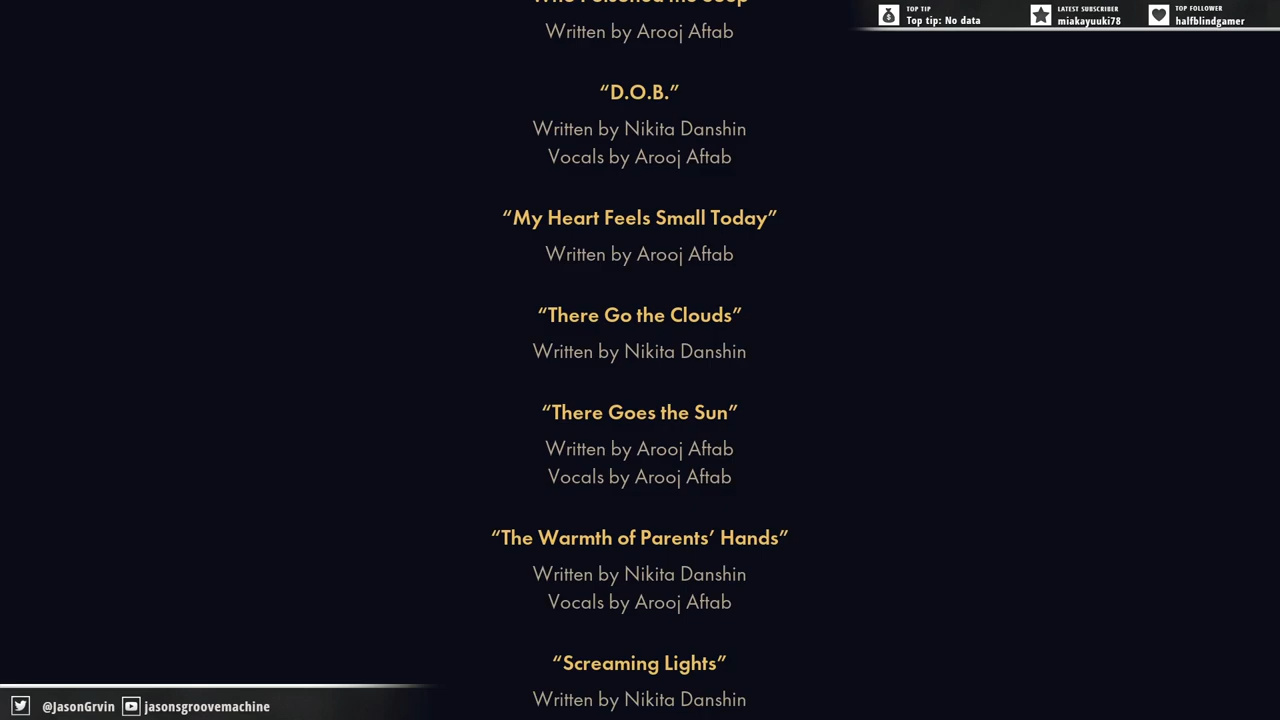 Written by Arooj Aftab
TOP TIP
Top tip: No data
LATEST SUBSCRIBER
miakayuuki78
TOP FOLLOWER
halfblindgamer
“D.O.B.”
Written by Nikita Danshin
Vocals by Arooj Aftab
“My Heart Feels Small Today”
Written by Arooj Aftab
“There Go the Clouds”
Written by Nikita Danshin
“There Goes the Sun”
Written by Arooj Aftab
Vocals by Arooj Aftab
“The Warmth of Parents’ Hands”
Written by Nikita Danshin
Vocals by Arooj Aftab
“Screaming Lights”
Written by Nikita Danshin
@JasonGrvin
jasonsgroovemachine